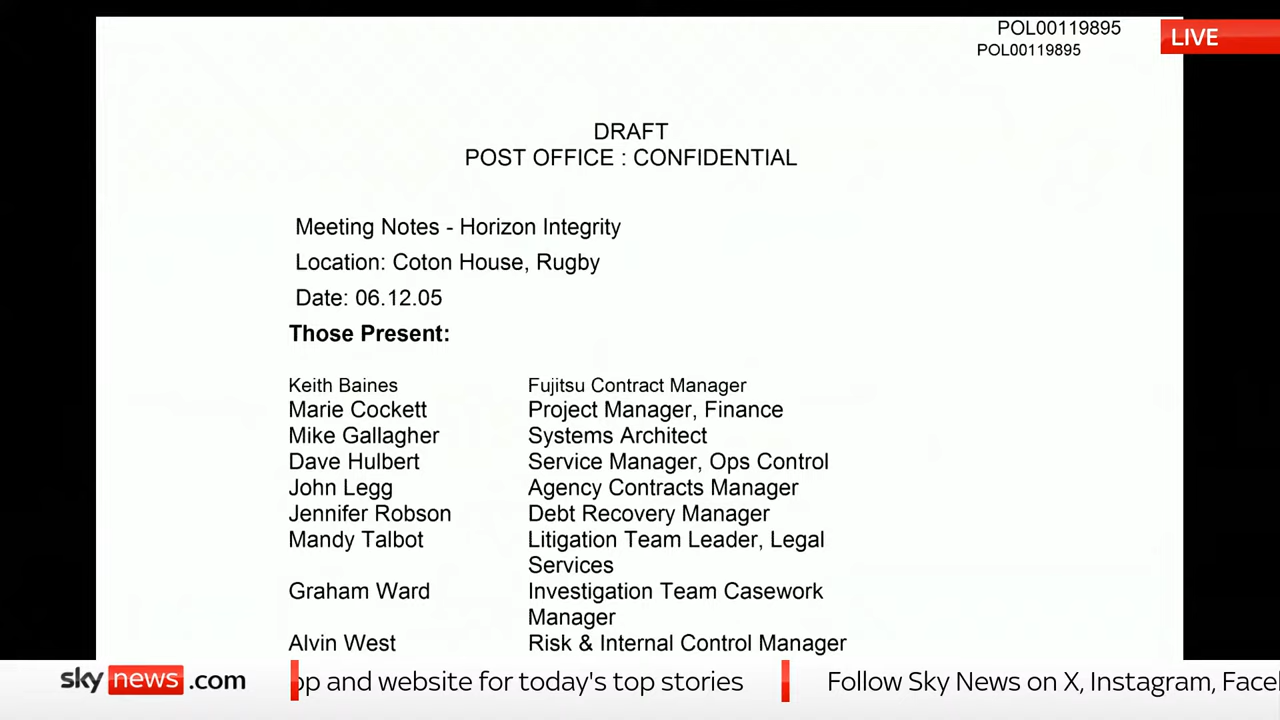 POL00119895
POL00119895
LIVE
DRAFT
POST OFFICE : CONFIDENTIAL
Meeting Notes - Horizon Integrity
Location: Coton House, Rugby
Date: 06.12.05
Those Present:
Keith Baines Fujitsu Contract Manager
Marie Cockett Project Manager, Finance
Mike Gallagher Systems Architect
Dave Hulbert Service Manager, Ops Control
John Legg Agency Contracts Manager
Jennifer Robson Debt Recovery Manager
Mandy Talbot Litigation Team Leader, Legal
Services
Graham Ward Investigation Team Casework
Manager
Alvin West Risk & Internal Control Manager
sky news.com pp and website for today's top stories Follow Sky News on X, Instagram, Face